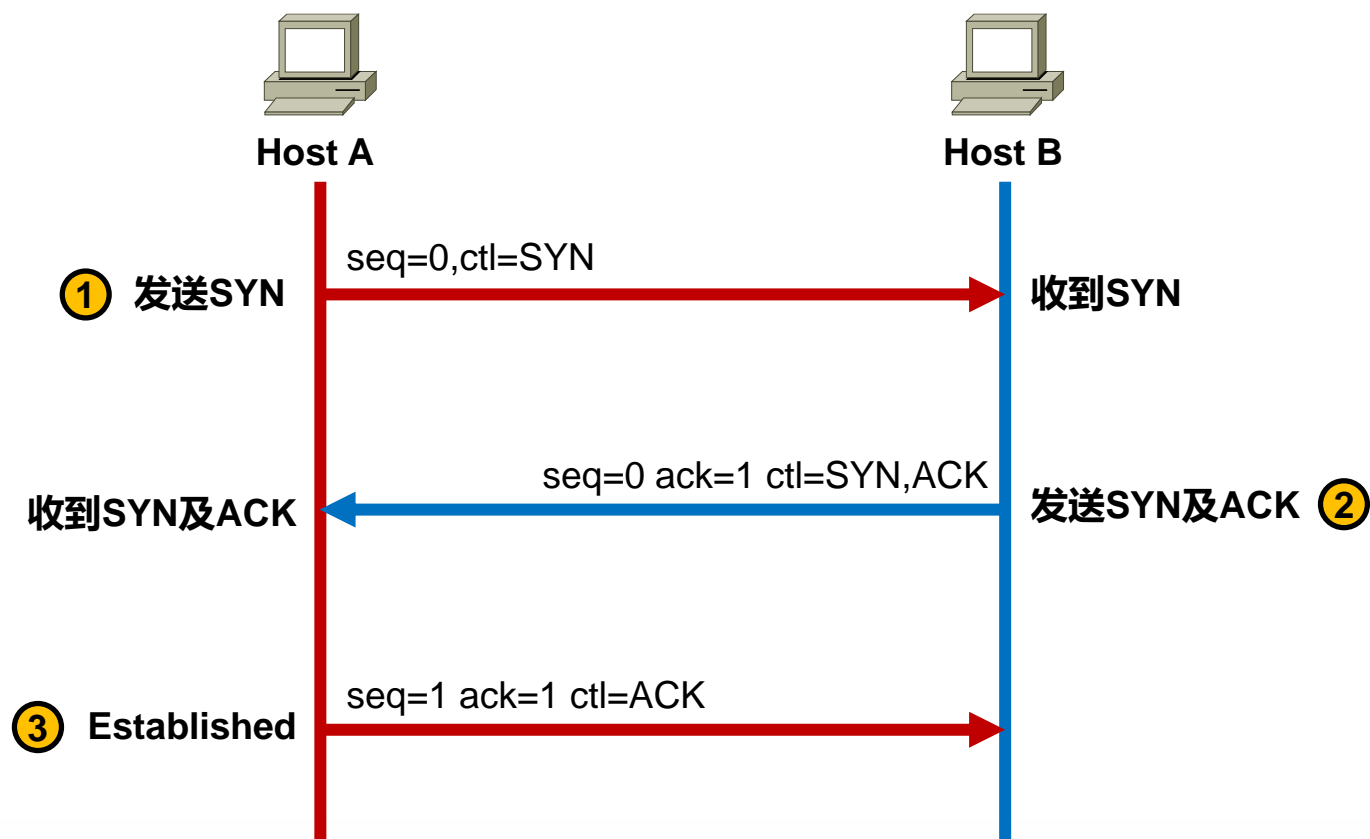 Host A
Host B
seq=0,ctl=SYN
1 发送SYN
收到SYN
seq=0 ack=1 ctl=SYN,ACK
收到SYN及ACK
发送SYN及ACK 2
seq=1 ack=1 ctl=ACK
3 Established